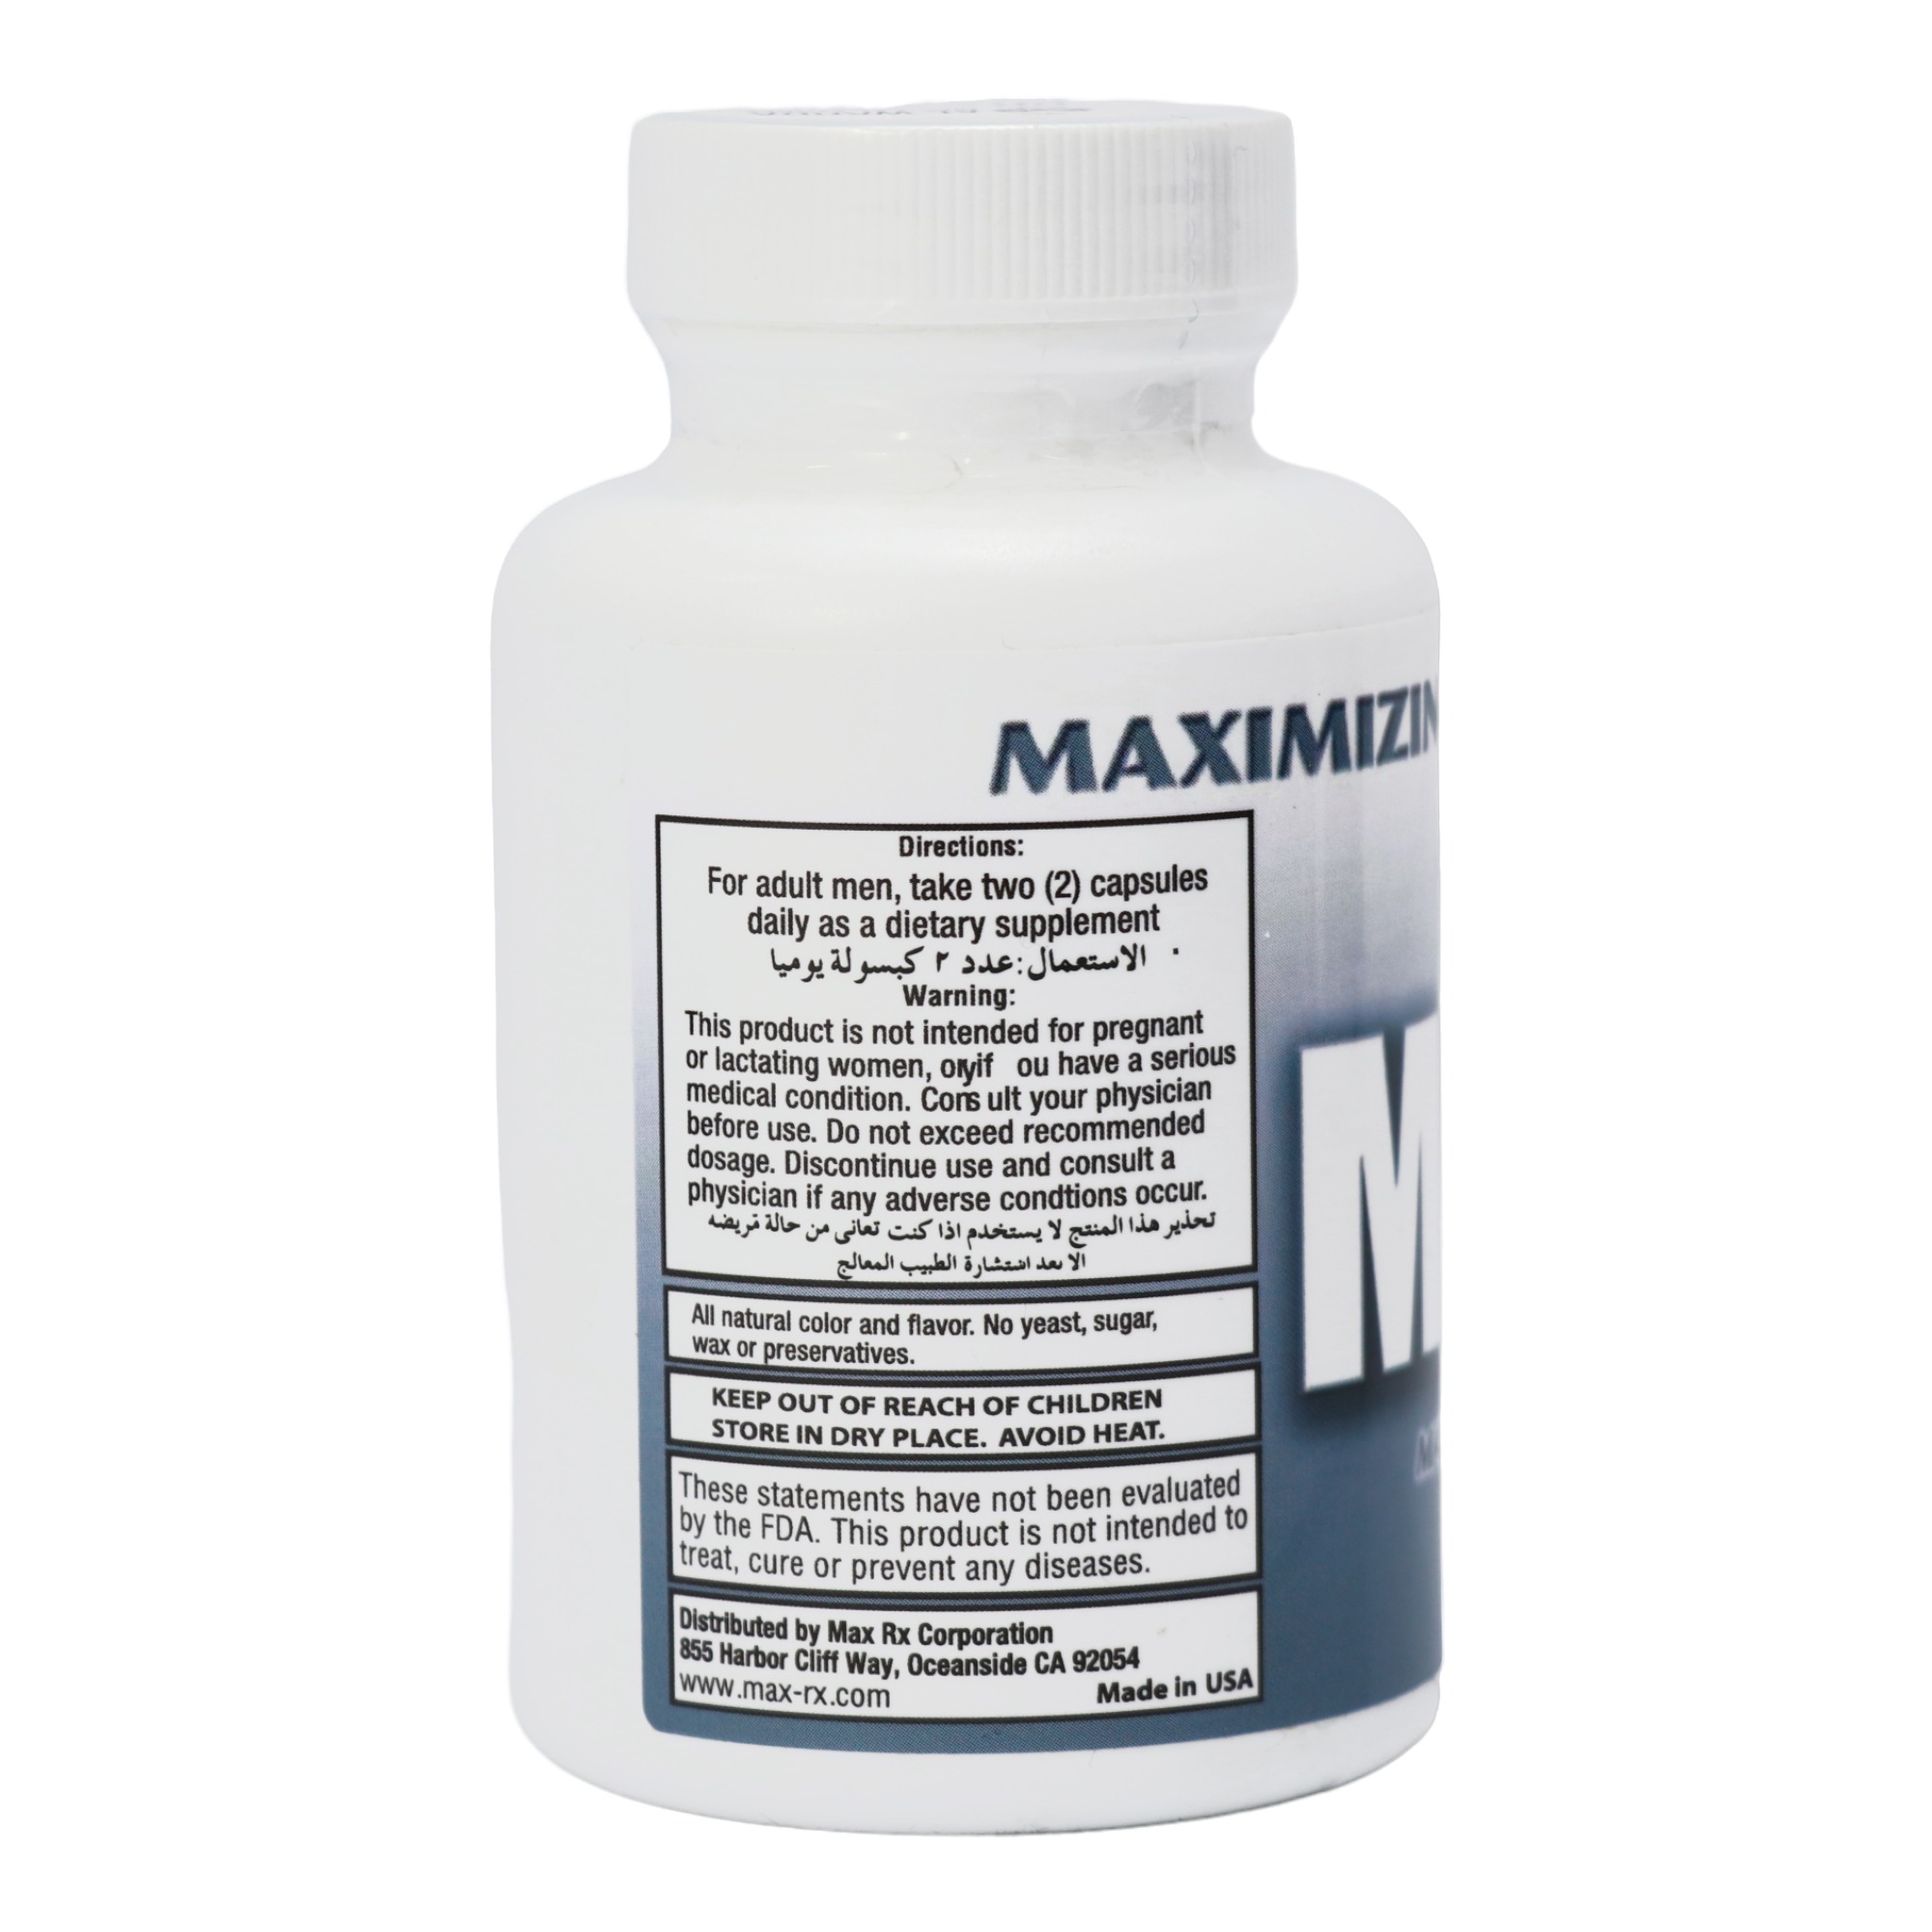 MAXIMIZIN
Directions:
For adult men, take two (2) capsules
daily as a dietary supplement
الاستعمال:عدد ٢ كبسولة يوميا
Warning:
This product is not intended for pregnant
or lactating women, oryif ou have a serious
medical condition. Cons ult your physician
before use. Do not exceed recommended
dosage. Discontinue use and consult a
physician if any adverse condtions occur.
تحذير هذا المنتج لا يستخدم اذا كنت تعانى من حالة مريضه
الا بعد استشارة الطبيب المعالج
All natural color and flavor. No yeast, sugar,
wax or preservatives.
KEEP OUT OF REACH OF CHILDREN
STORE IN DRY PLACE. AVOID HEAT.
These statements have not been evaluated
by the FDA. This product is not intended to
treat, cure or prevent any diseases.
Distributed by Max Rx Corporation
855 Harbor Cliff Way, Oceanside CA 92054
www.max-rx.com Made in USA
M